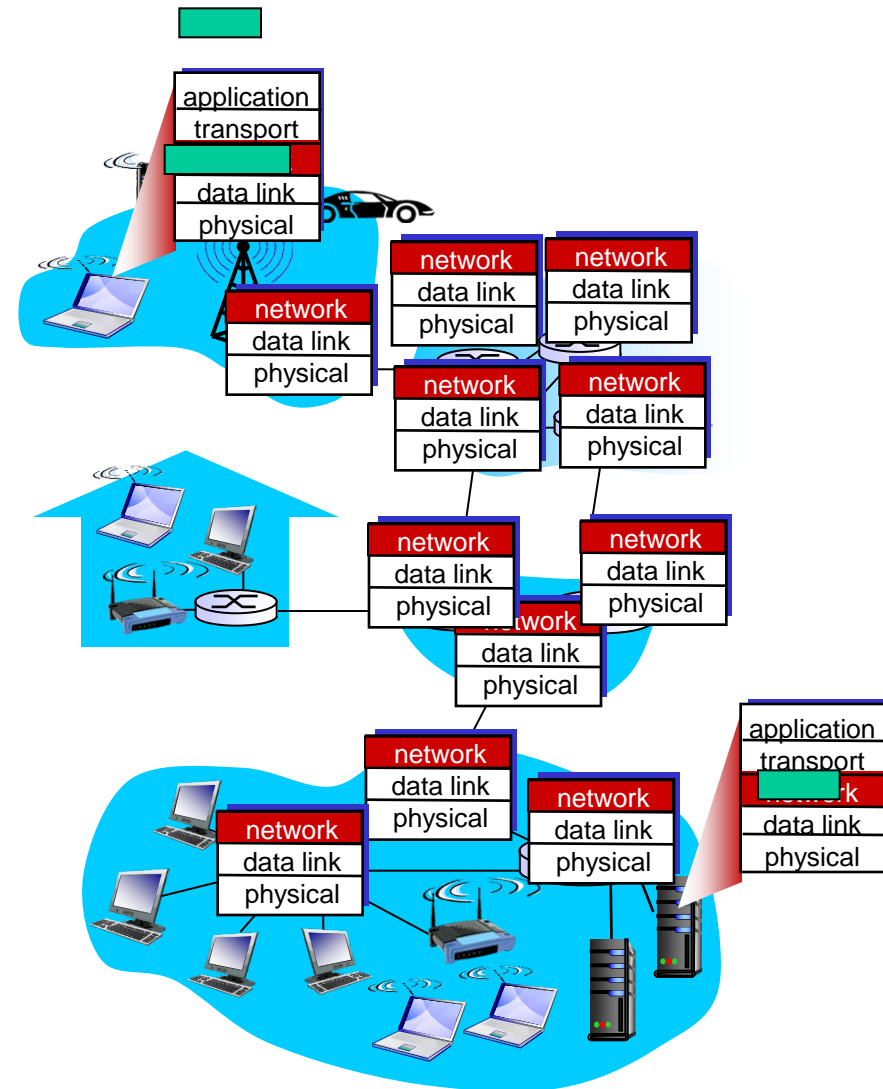 application
transport
data link
physical
network
data link
physical
network
data link
physical
network
data link
physical
network
data link
physical
network
data link
physical
network
data link
physical
network
data link
physical
network
data link
physical
application
transport
network
data link
physical
network
data link
physical
network
data link
physical
network
data link
physical